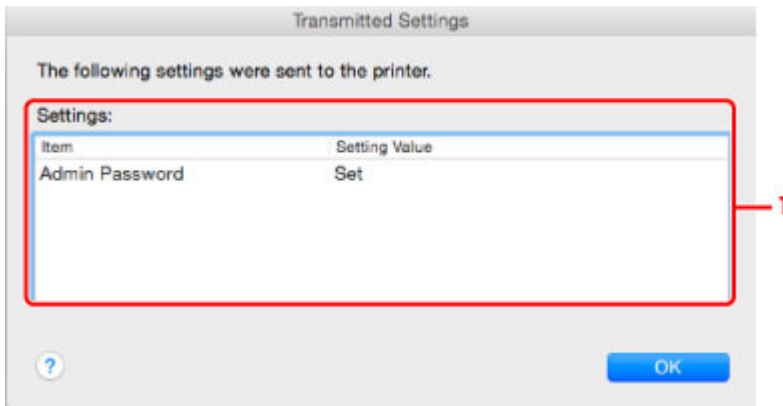 Transmitted Settings
The following settings were sent to the printer.
Settings:
Item Setting Value
Admin Password Set
1
? OK